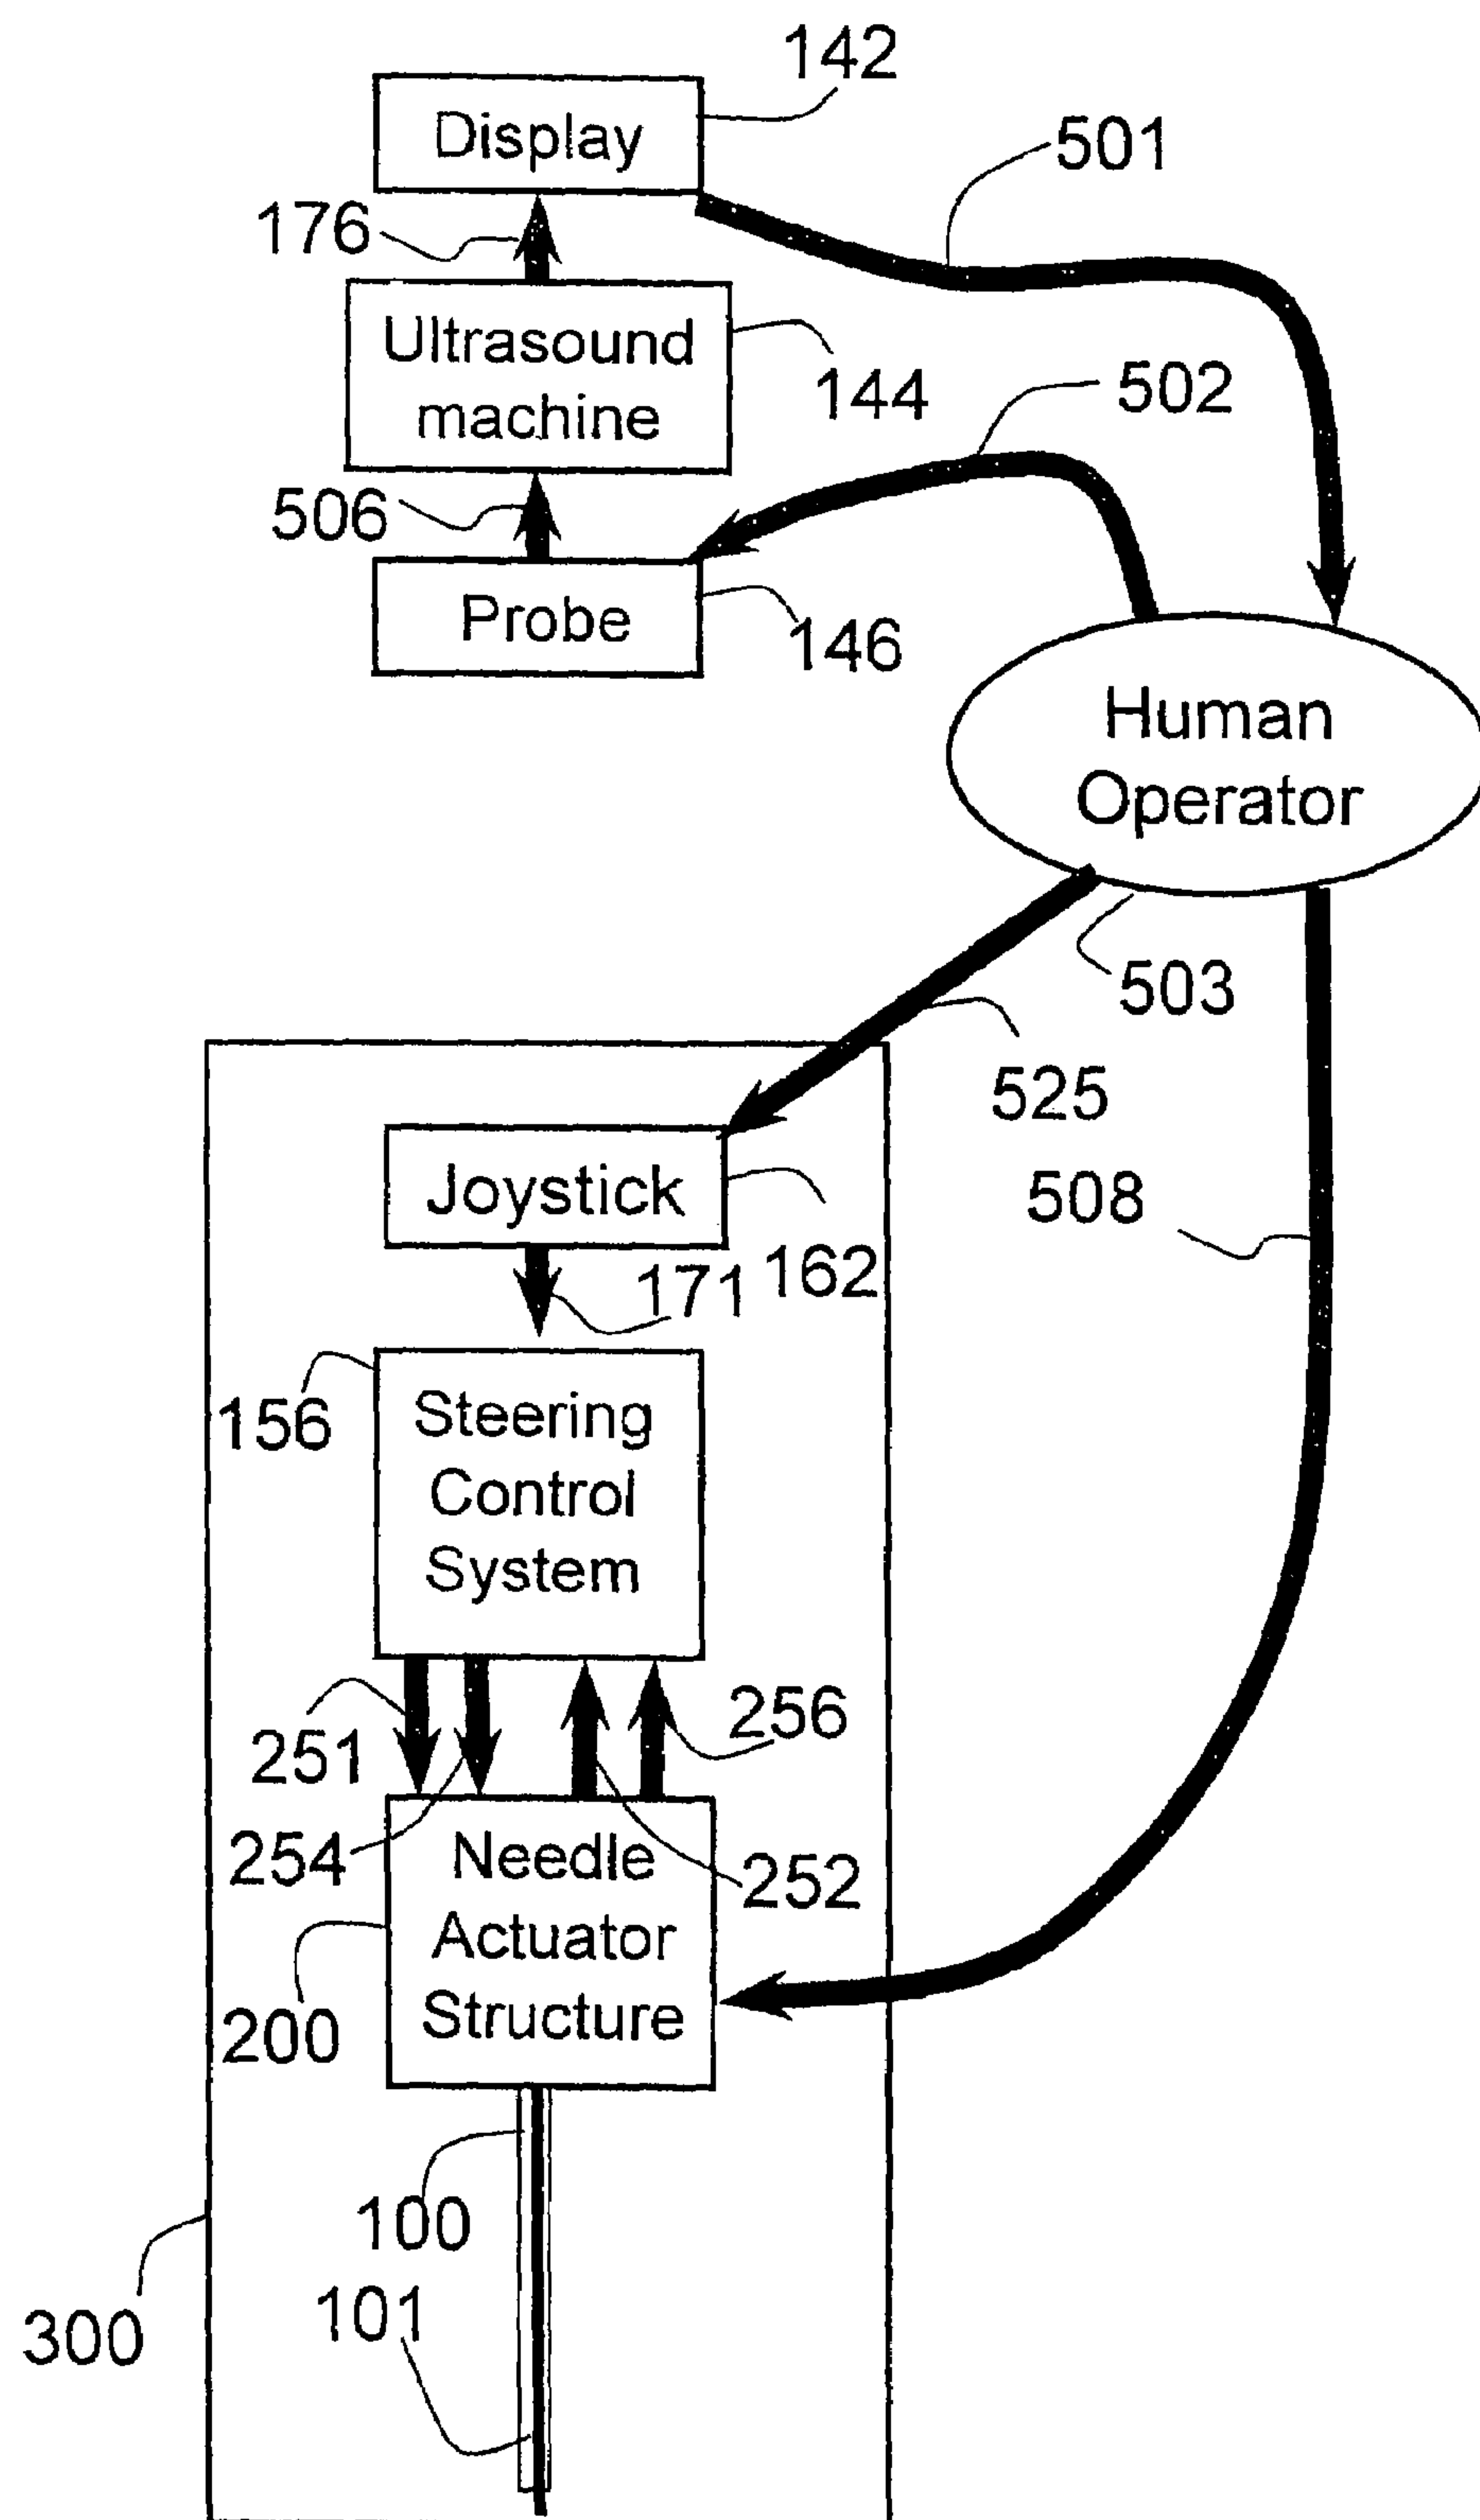 142
Display
501
176
Ultrasound
machine
144
502
506
Probe
146
Human
Operator
503
525
Joystick
508
162
171
156
Steering
Control
System
251
256
254
Needle
252
Actuator
200
Structure
100
101
300